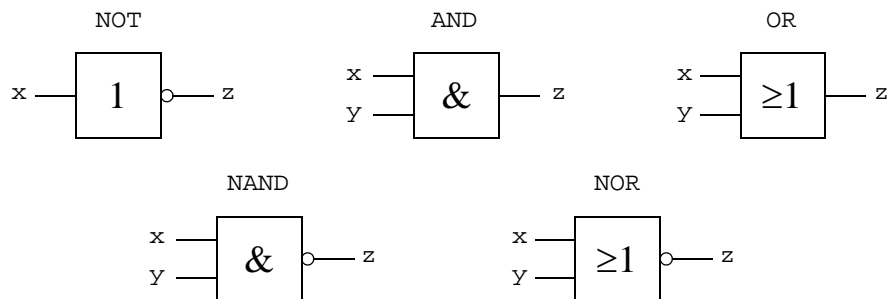 NOT AND OR
x 1 z
x y & z
x y ≥1 z
NAND NOR
x y & z
x y ≥1 z